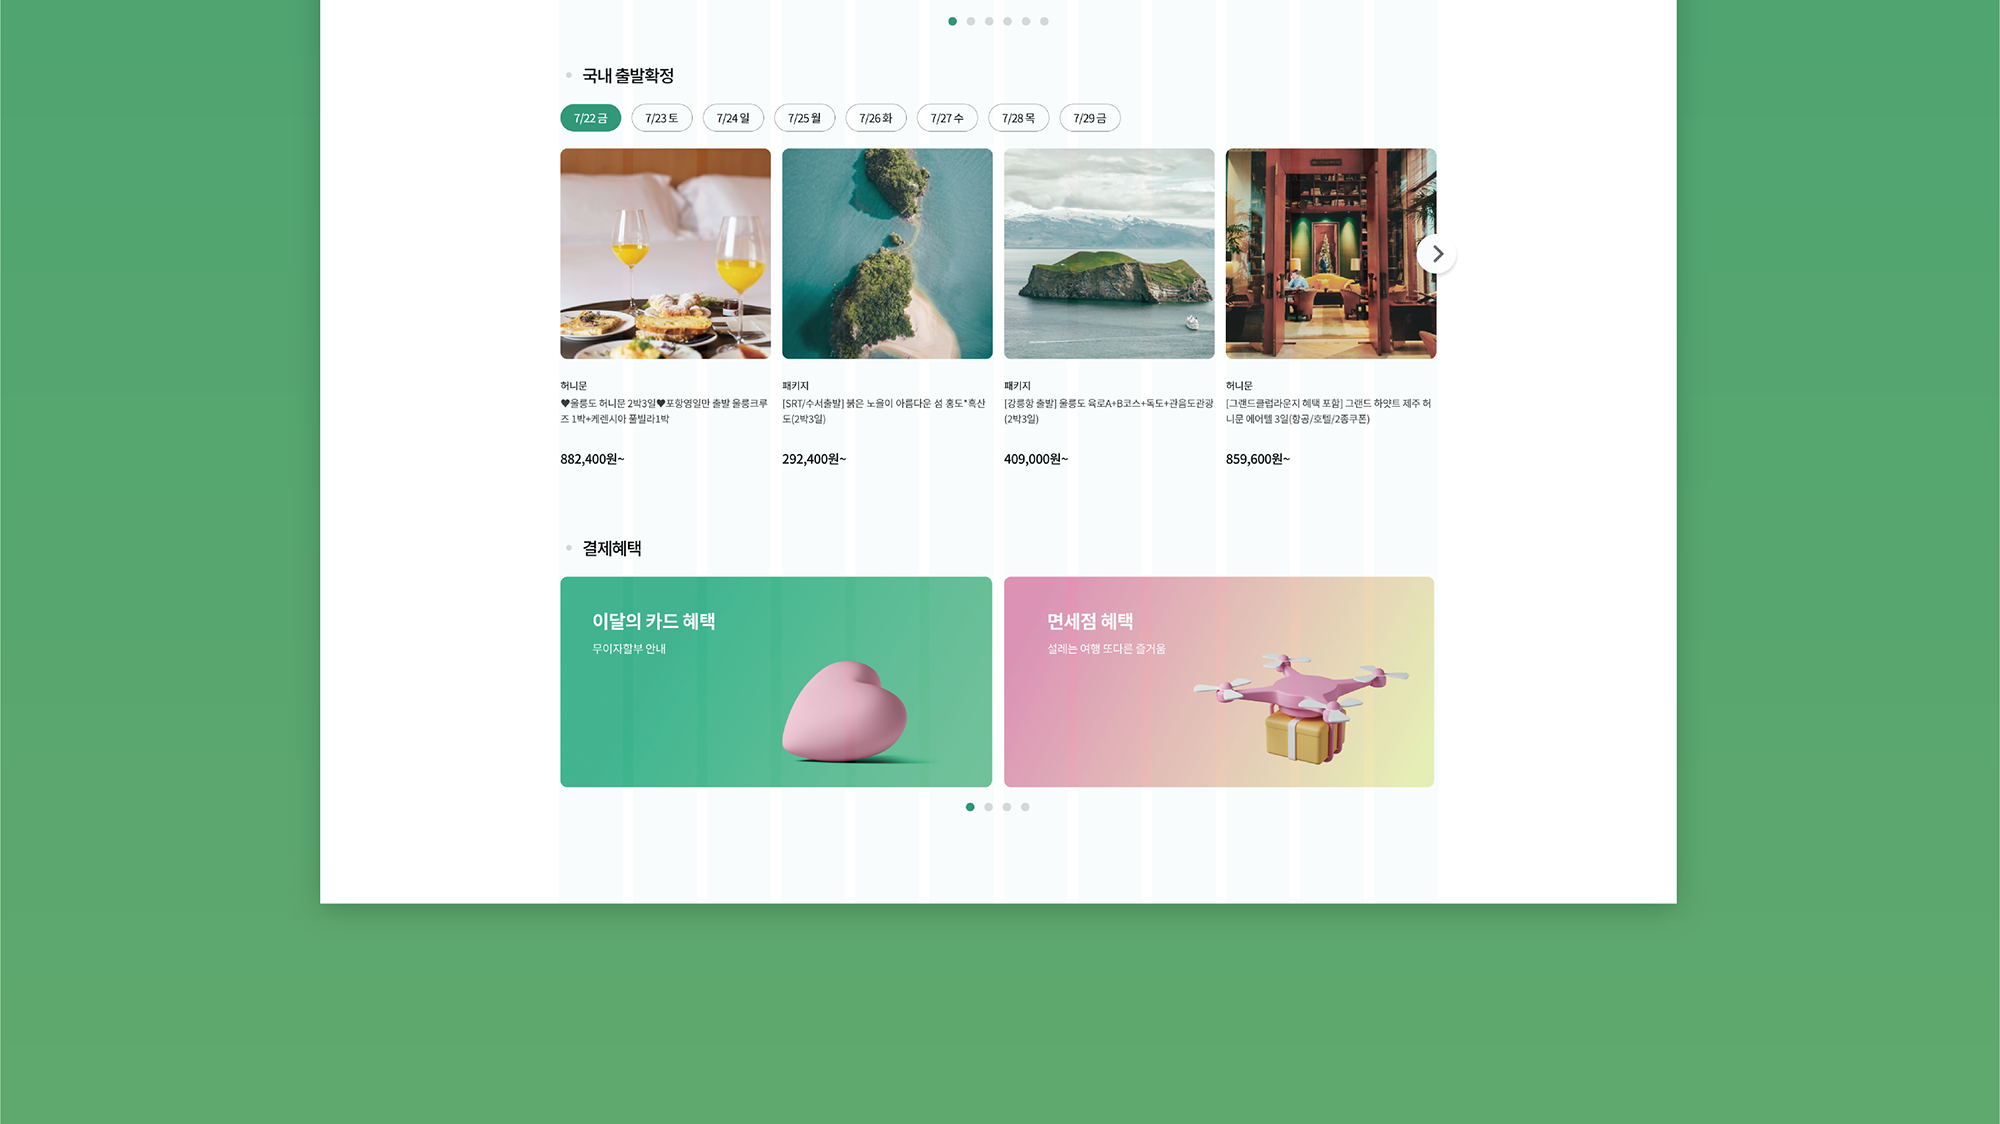 국내 출발확정
7/22 금
7/23 토
7/24 일
7/25 월
7/26 화
7/27 수
7/28 목
7/29 금
허니문
♥울릉도 허니문 2박3일♥포항영일만 출발 울릉크루
즈 1박+케렌시아 풀빌라1박
882,400원~
패키지
[SRT/수서출발] 붉은 노을이 아름다운 섬 홍도*흑산
도(2박3일)
292,400원~
패키지
[강릉항 출발] 울릉도 육로A+B코스+독도+관음도관광
(2박3일)
409,000원~
허니문
[그랜드클럽라운지 혜택 포함] 그랜드 하얏트 제주 허
니문 에어텔 3일(항공/호텔/2종쿠폰)
859,600원~
결제혜택
이달의 카드 혜택
무이자할부 안내
면세점 혜택
설레는 여행 또다른 즐거움